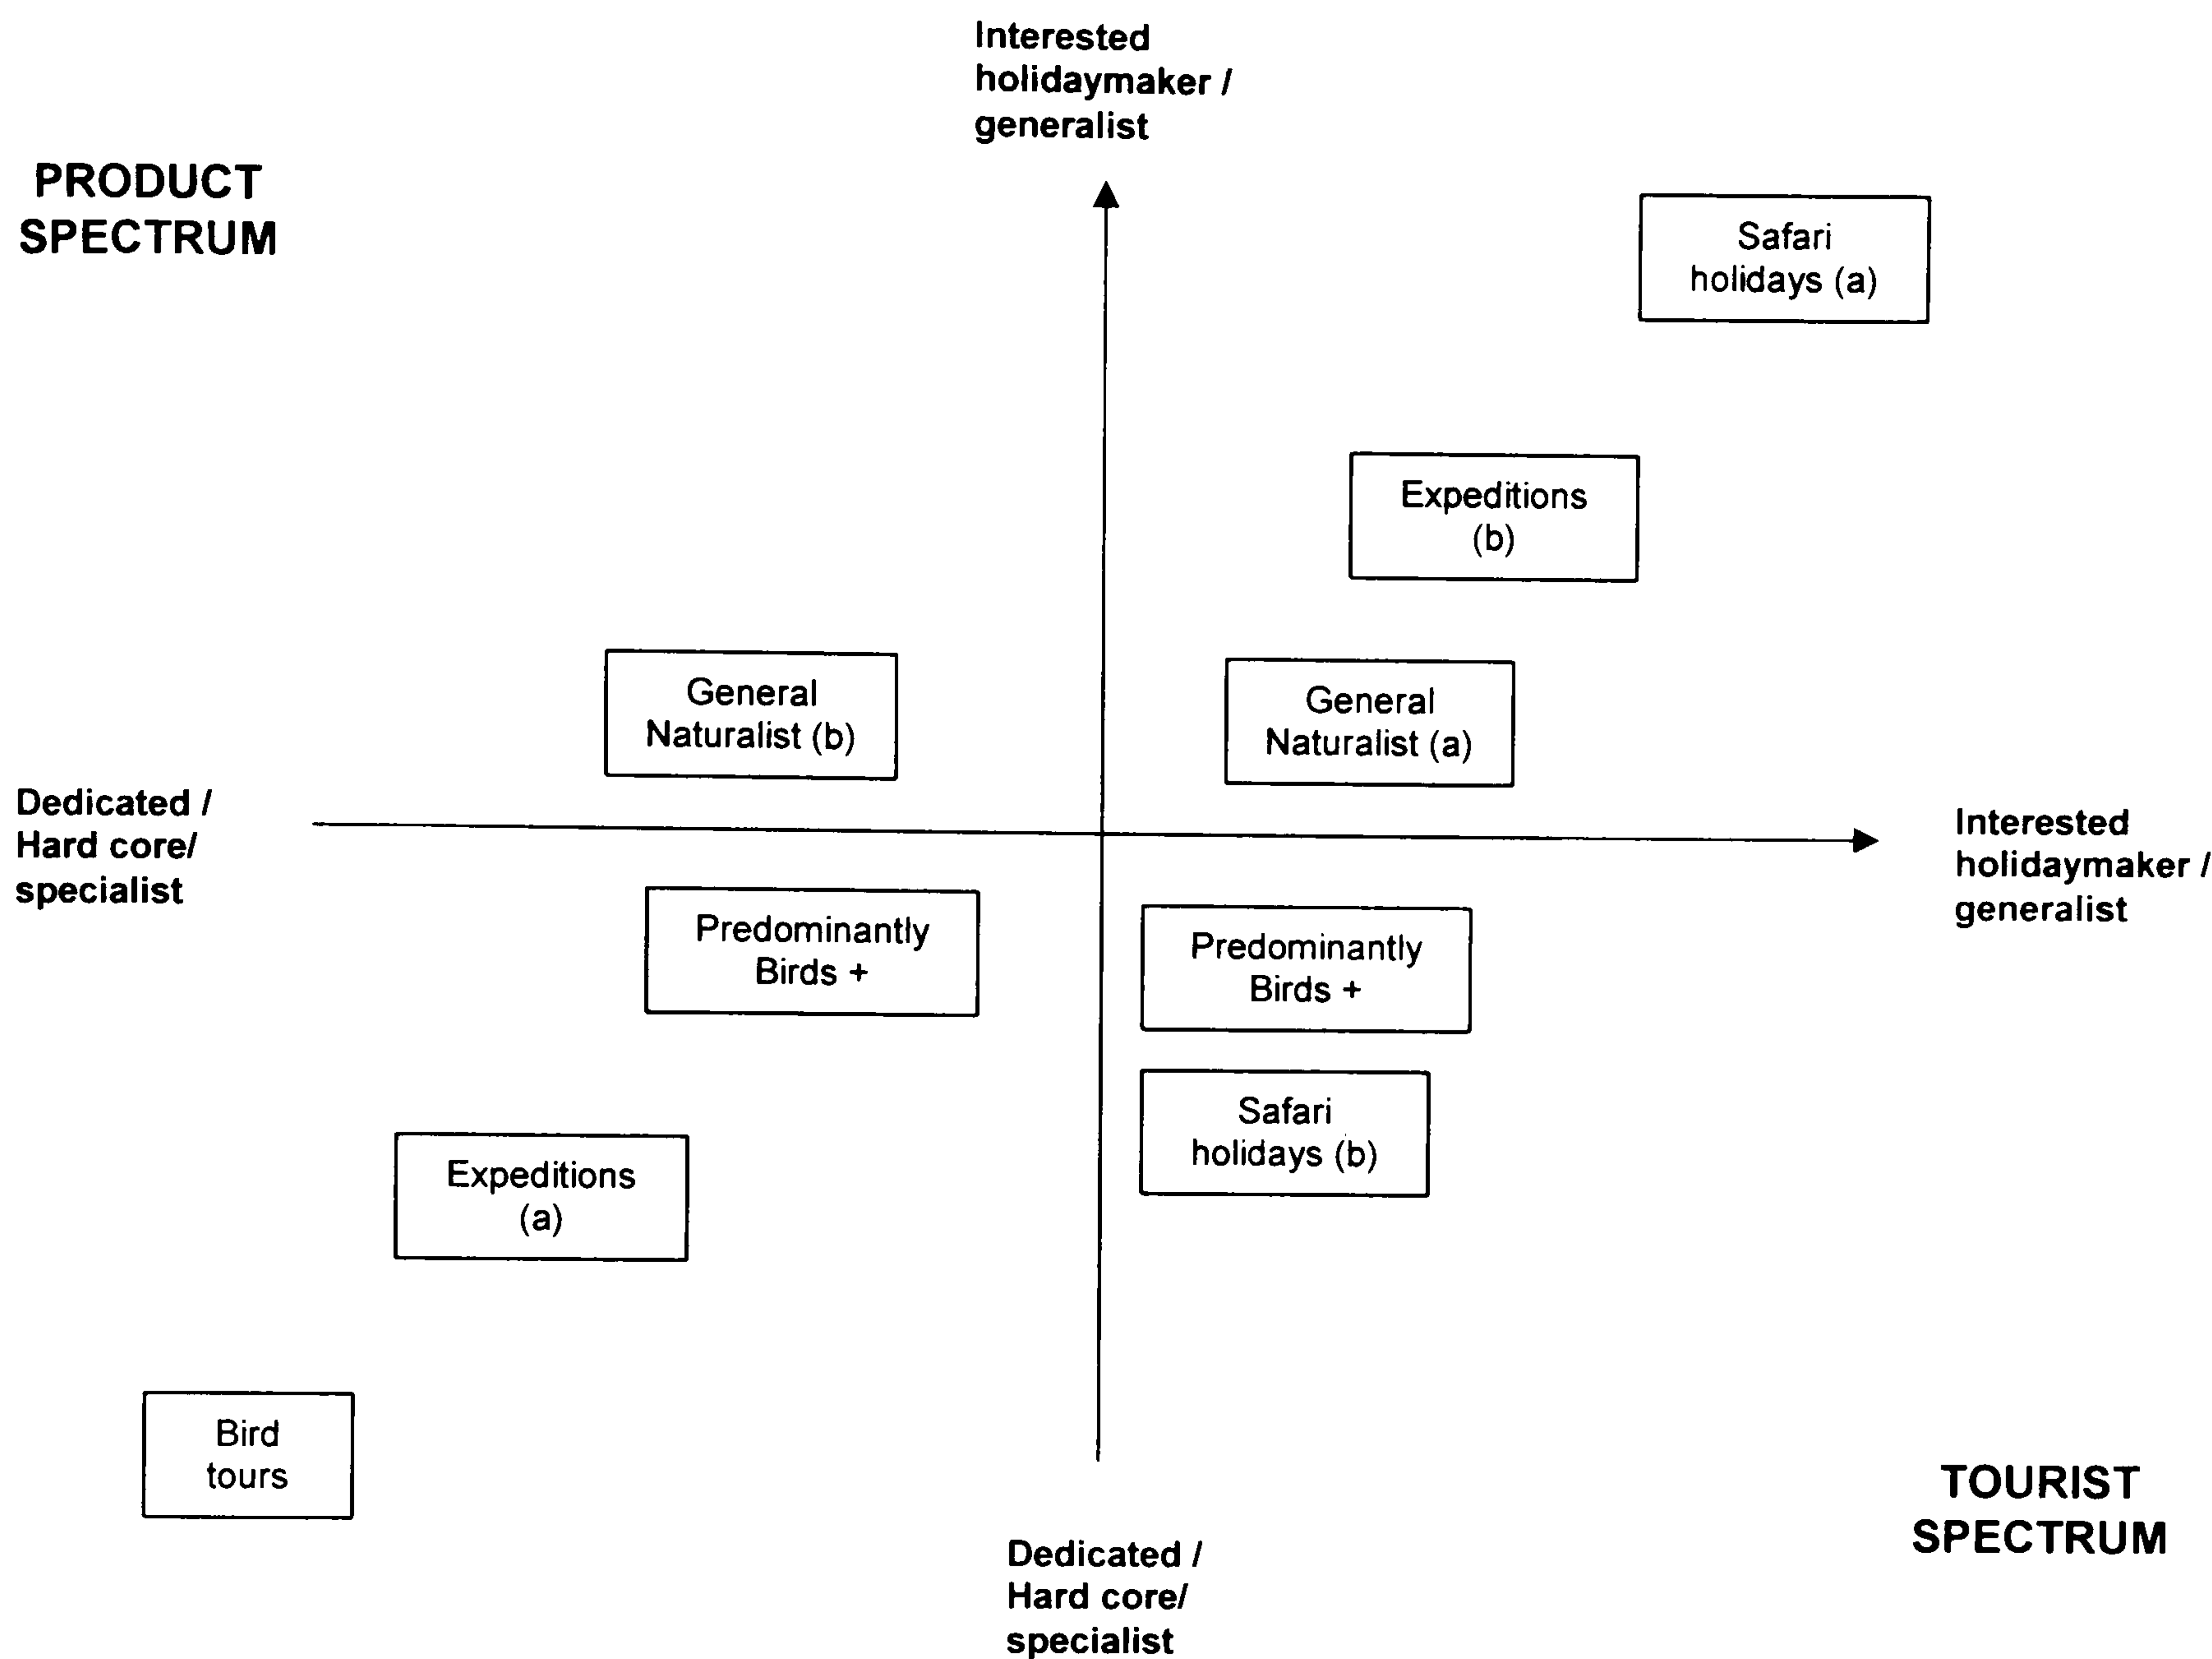 Interested
holidaymaker /
generalist
PRODUCT
SPECTRUM
Safari
holidays (a)
Expeditions
(b)
General
Naturalist (b)
General
Naturalist (a)
Dedicated /
Hard core/
specialist
Interested
holidaymaker /
generalist
Predominantly
Birds +
Predominantly
Birds +
Safari
holidays (b)
Expeditions
(a)
Bird
tours
TOURIST
SPECTRUM
Dedicated /
Hard core/
specialist